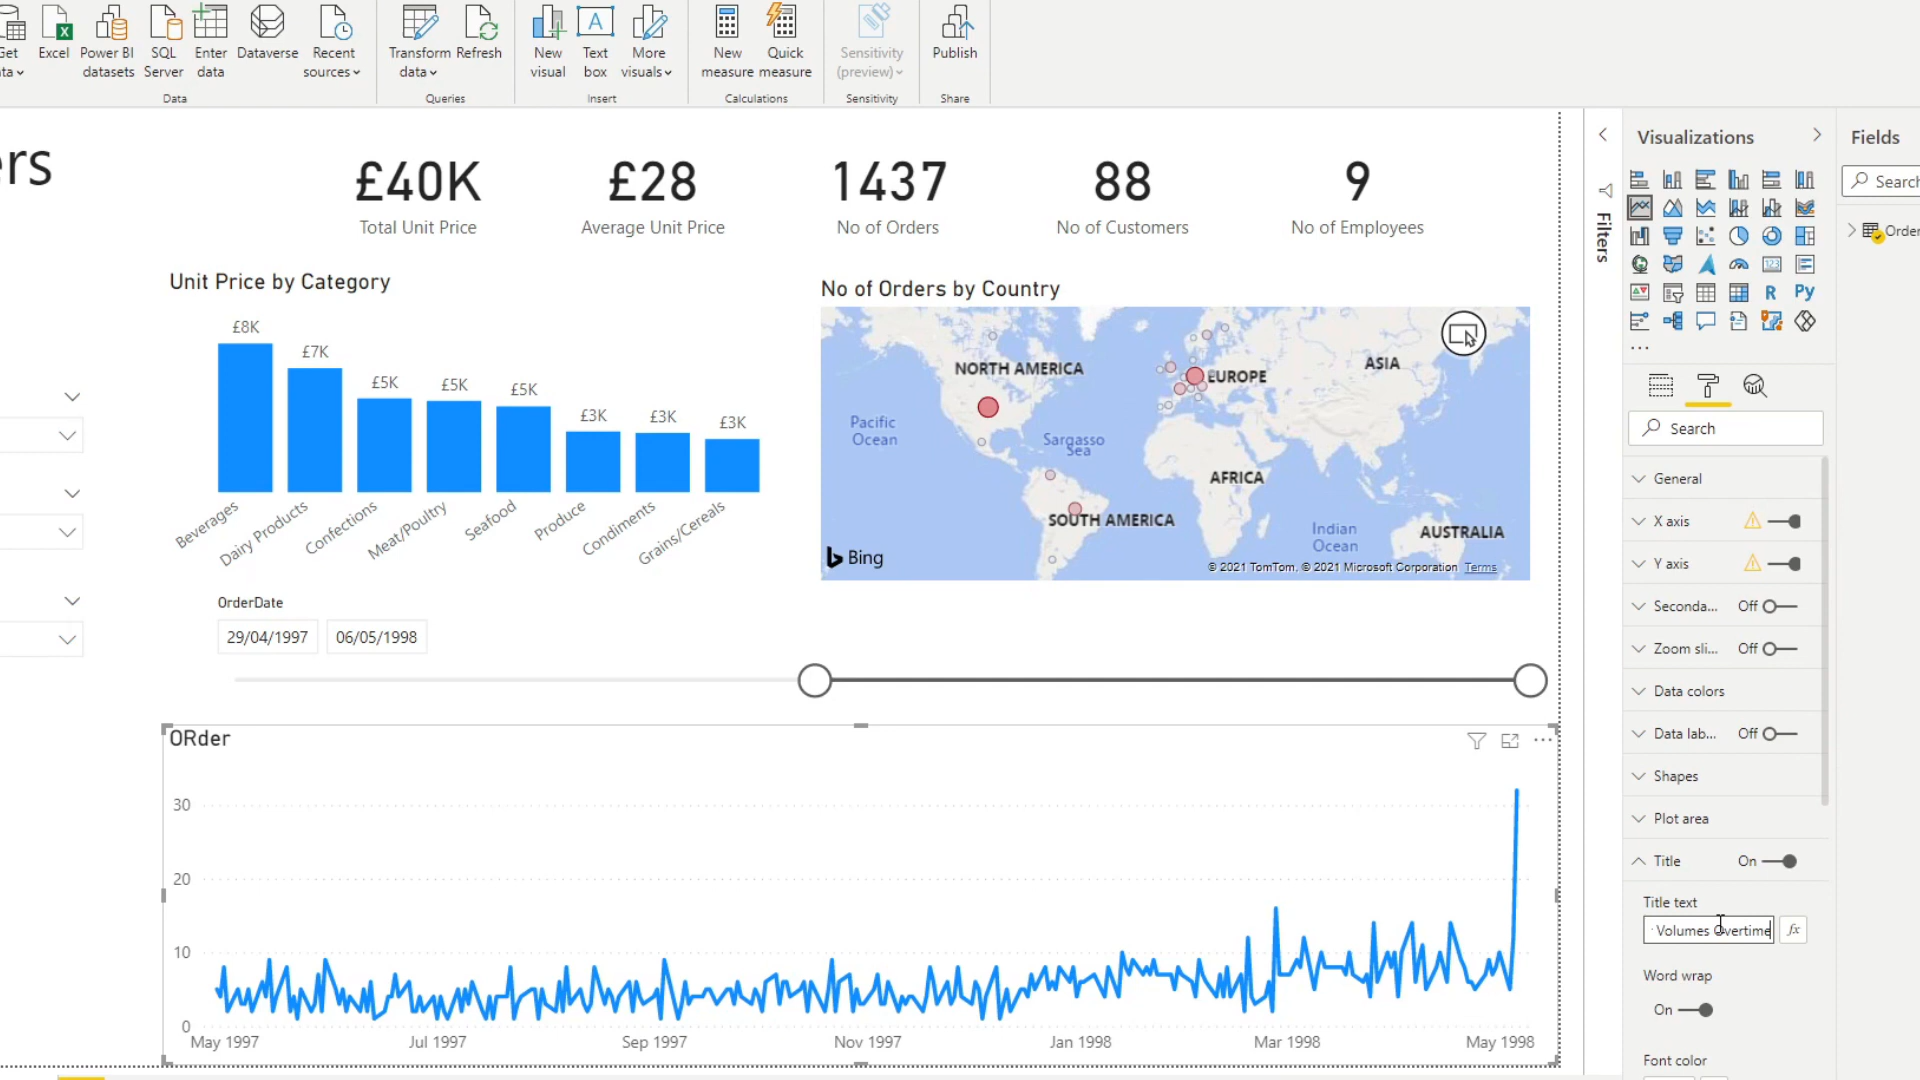 Get
data
Excel
Power BI
datasets
SQL
Server
Enter
data
Dataverse
Recent
sources
Transform
data
Refresh
New
visual
Text
box
More
visuals
New
measure
Quick
measure
Sensitivity
(preview)
Publish
Data
Queries
Insert
Calculations
Sensitivity
Share
ers
£40K
Total Unit Price
£28
Average Unit Price
1437
No of Orders
88
No of Customers
9
No of Employees
Unit Price by Category
£8K
£7K
£5K
£5K
£5K
£3K
£3K
£3K
Beverages
Dairy Products
Confections
Meat/Poultry
Seafood
Produce
Condiments
Grains/Cereals
No of Orders by Country
NORTH AMERICA
EUROPE
ASIA
Pacific
Ocean
Sargasso
Sea
AFRICA
SOUTH AMERICA
Indian
Ocean
AUSTRALIA
Bing
© 2021 TomTom, © 2021 Microsoft Corporation Terms
OrderDate
29/04/1997
06/05/1998
ORder
30
20
10
0
May 1997
Jul 1997
Sep 1997
Nov 1997
Jan 1998
Mar 1998
May 1998
Filters
Visualizations
R
Py
Search
General
X axis
Y axis
Seconda... Off
Zoom sli... Off
Data colors
Data lab... Off
Shapes
Plot area
Title On
Title text
Volumes Overtime
fx
Word wrap
On
Font color
Fields
Search
Order